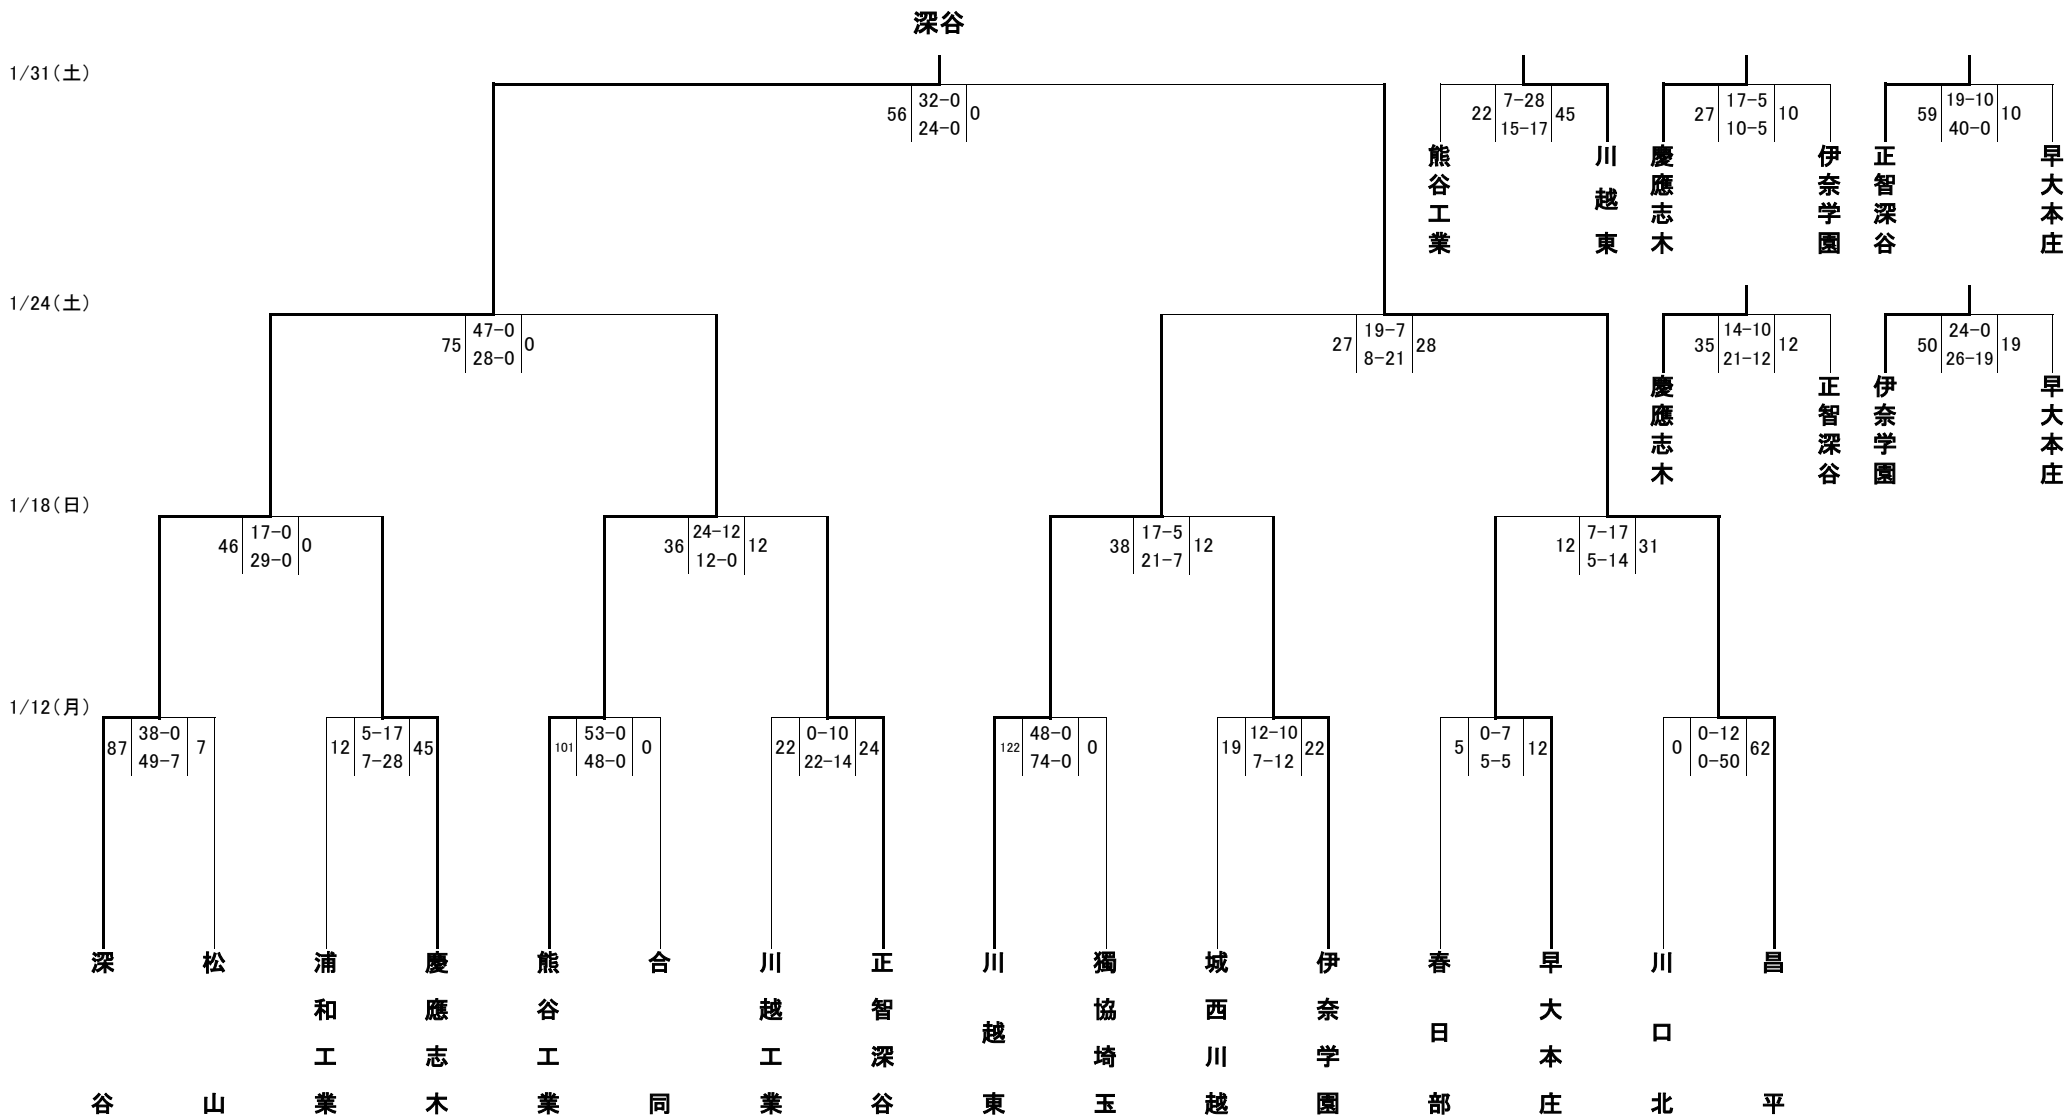 深谷
1/31(土)
56 32-0 0
24-0
22 7-28 45
15-17
27 17-5 10
10-5
59 19-10 10
40-0
熊谷工業
川越東
慶應志木
伊奈学園
正智深谷
早大本庄
1/24(土)
75 47-0 0
28-0
27 19-7 28
8-21
35 14-10 12
21-12
50 24-0 19
26-19
慶應志木
正智深谷
伊奈学園
早大本庄
1/18(日)
46 17-0 0
29-0
36 24-12 12
12-0
38 17-5 12
21-7
12 7-17 31
5-14
1/12(月)
87 38-0 7
49-7
12 5-17 45
7-28
101 53-0 0
48-0
22 0-10 24
22-14
122 48-0 0
74-0
19 12-10 22
7-12
5 0-7 12
5-5
0 0-12 62
0-50
深谷
松山
浦和工業
慶應志木
熊谷工業
合同
川越工業
正智深谷
川越東
獨協埼玉
城西川越
伊奈学園
春日部
早大本庄
川口北
昌平